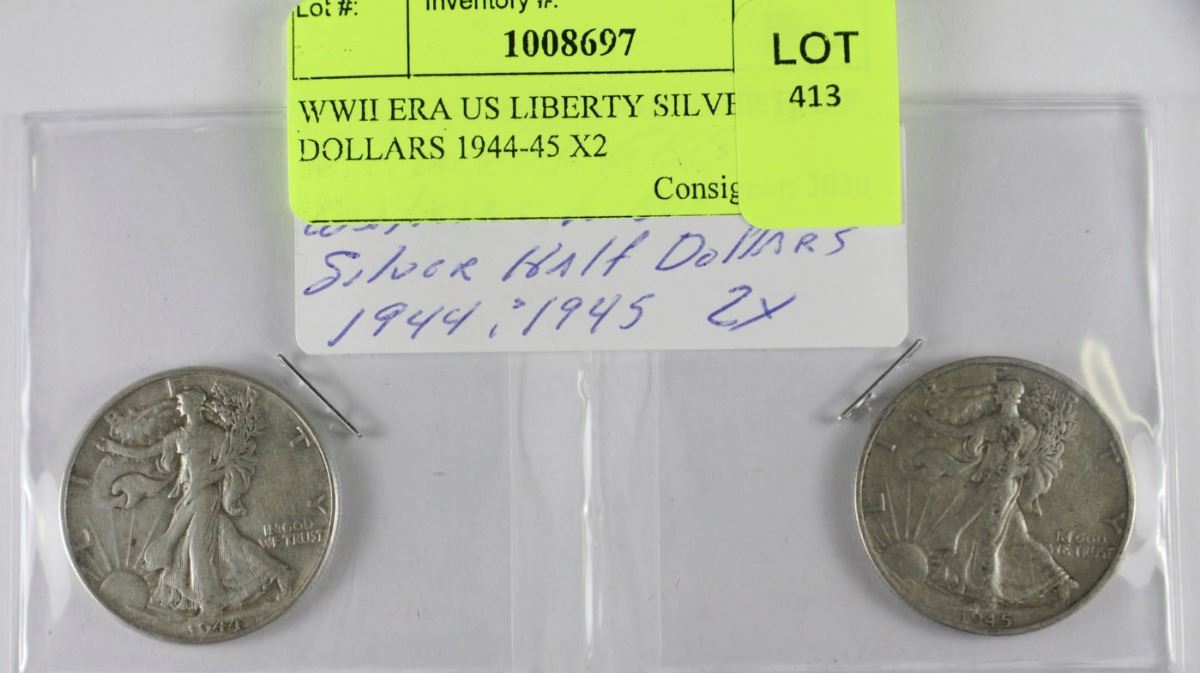 Lot #: Inventory #:
1008697
WWII ERA US LIBERTY SILVE
DOLLARS 1944-45 X2
Consig
LOT
413
3830
Silver Half Dollars
1944 : 1945 2x
LIBERTY
IN GOD
WE TRUST
1944
LIBERTY
IN GOD
WE TRUST
1945